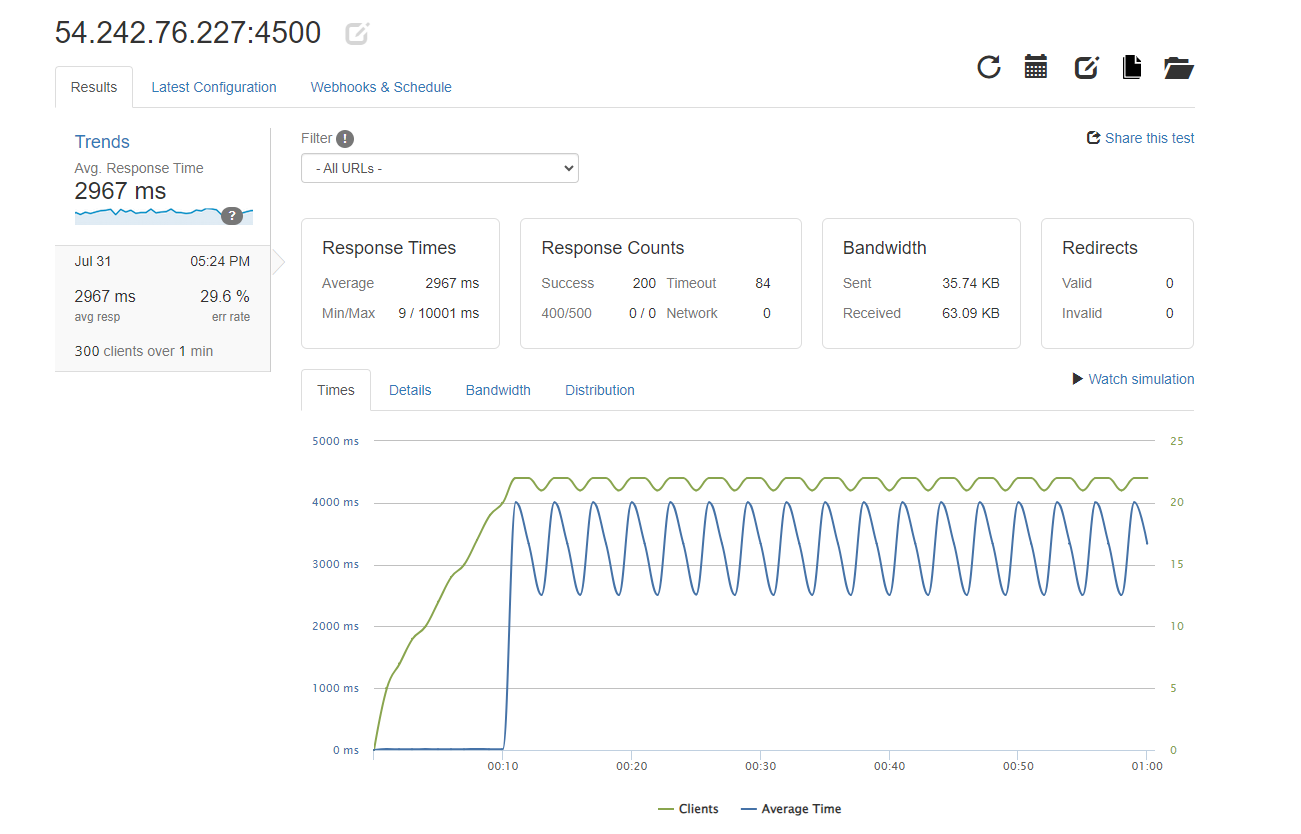 54.242.76.227:4500
Results Latest Configuration Webhooks & Schedule
Trends
Avg. Response Time
2967 ms
?
Jul 31 05:24 PM
2967 ms 29.6 %
avg resp err rate
300 clients over 1 min
Filter !
Share this test
- All URLs -
Response Times
Average 2967 ms
Min/Max 9 / 10001 ms
Response Counts
Success 200 Timeout 84
400/500 0 / 0 Network 0
Bandwidth
Sent 35.74 KB
Received 63.09 KB
Redirects
Valid 0
Invalid 0
Times Details Bandwidth Distribution
Watch simulation
5000 ms 25
4000 ms 20
3000 ms 15
2000 ms 10
1000 ms 5
0 ms 0
00:10 00:20 00:30 00:40 00:50 01:00
Clients Average Time